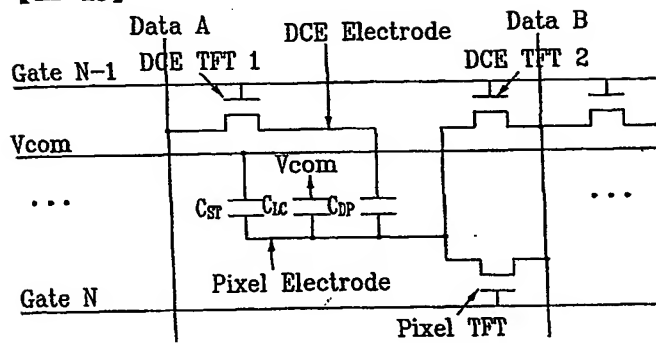 Data A
Data B
DCE Electrode
DCE TFT 1
DCE TFT 2
Gate N-1
Vcom
Vcom
...
CST
CLC
CDP
...
Pixel Electrode
Gate N
Pixel TFT